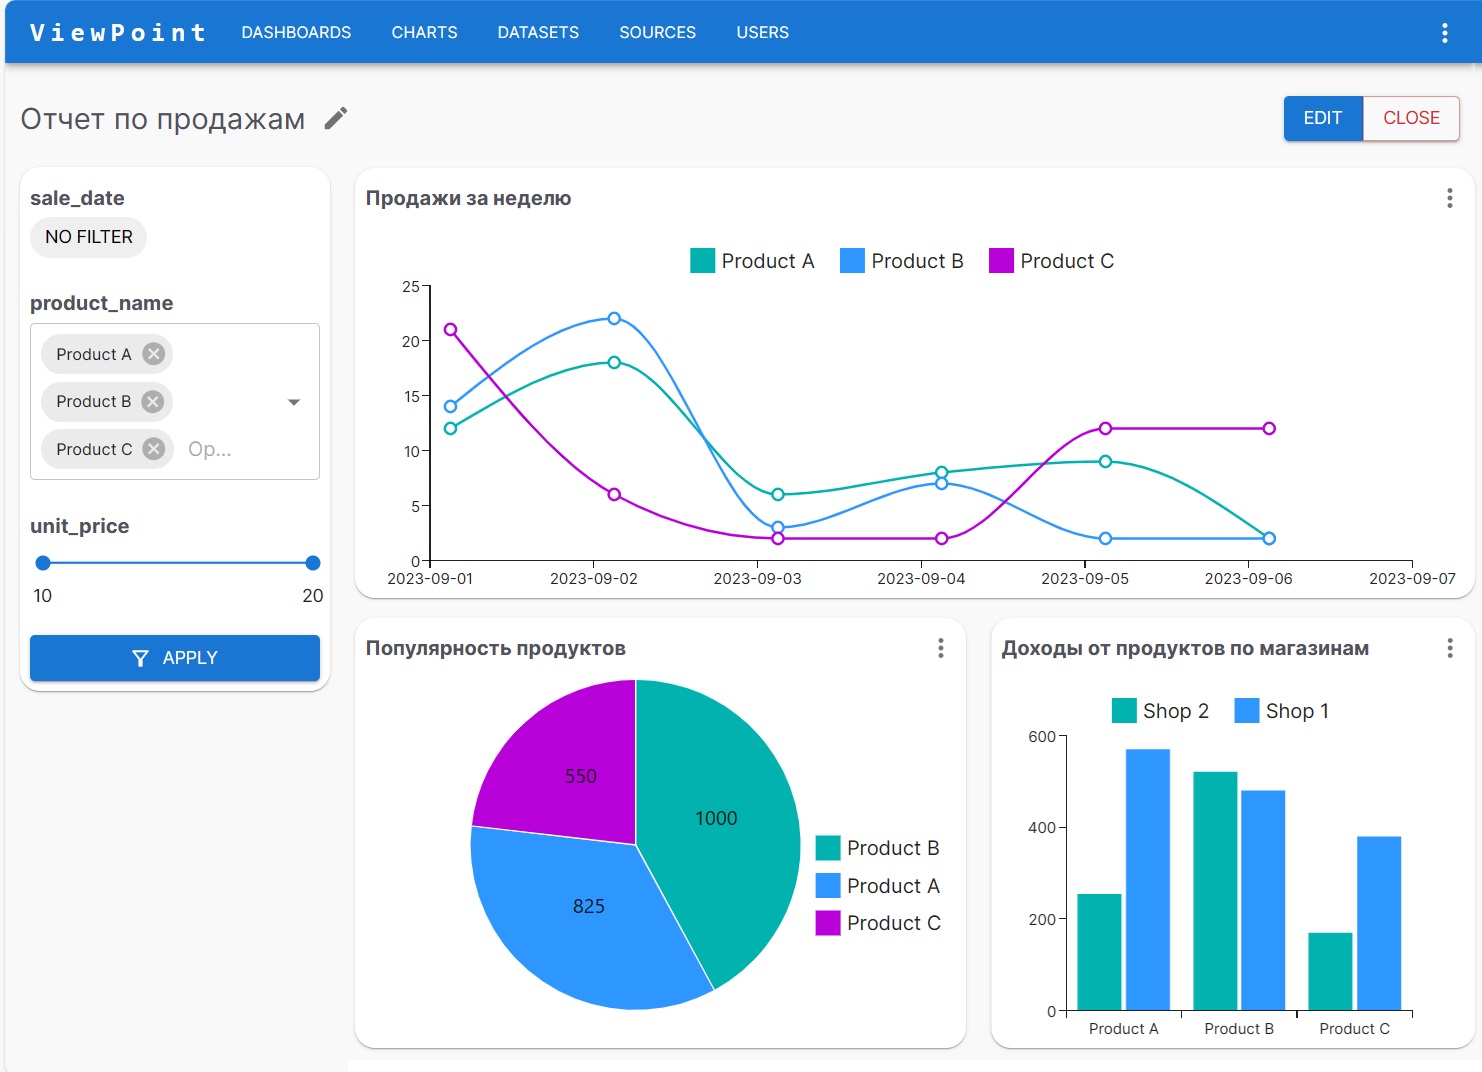 ViewPoint DASHBOARDS CHARTS DATASETS SOURCES USERS
Отчет по продажам
EDIT CLOSE
sale_date
NO FILTER
product_name
Product A
Product B
Product C Op...
unit_price
10 20
APPLY
Продажи за неделю
Product A Product B Product C
25
20
15
10
5
0
2023-09-01 2023-09-02 2023-09-03 2023-09-04 2023-09-05 2023-09-06 2023-09-07
Популярность продуктов
550
1000
825
Product B
Product A
Product C
Доходы от продуктов по магазинам
Shop 2 Shop 1
600
400
200
0
Product A Product B Product C